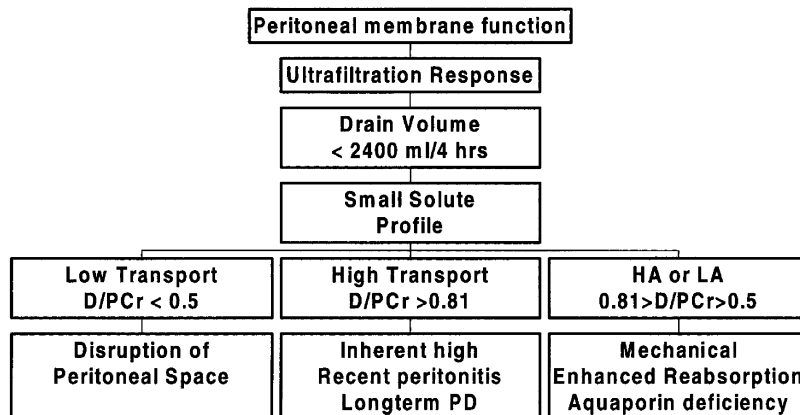 Peritoneal membrane function
Ultrafiltration Response
Drain Volume
< 2400 ml/4 hrs
Small Solute
Profile
Low Transport
D/PCr < 0.5
High Transport
D/PCr >0.81
HA or LA
0.81>D/PCr>0.5
Disruption of
Peritoneal Space
Inherent high
Recent peritonitis
Longterm PD
Mechanical
Enhanced Reabsorption
Aquaporin deficiency